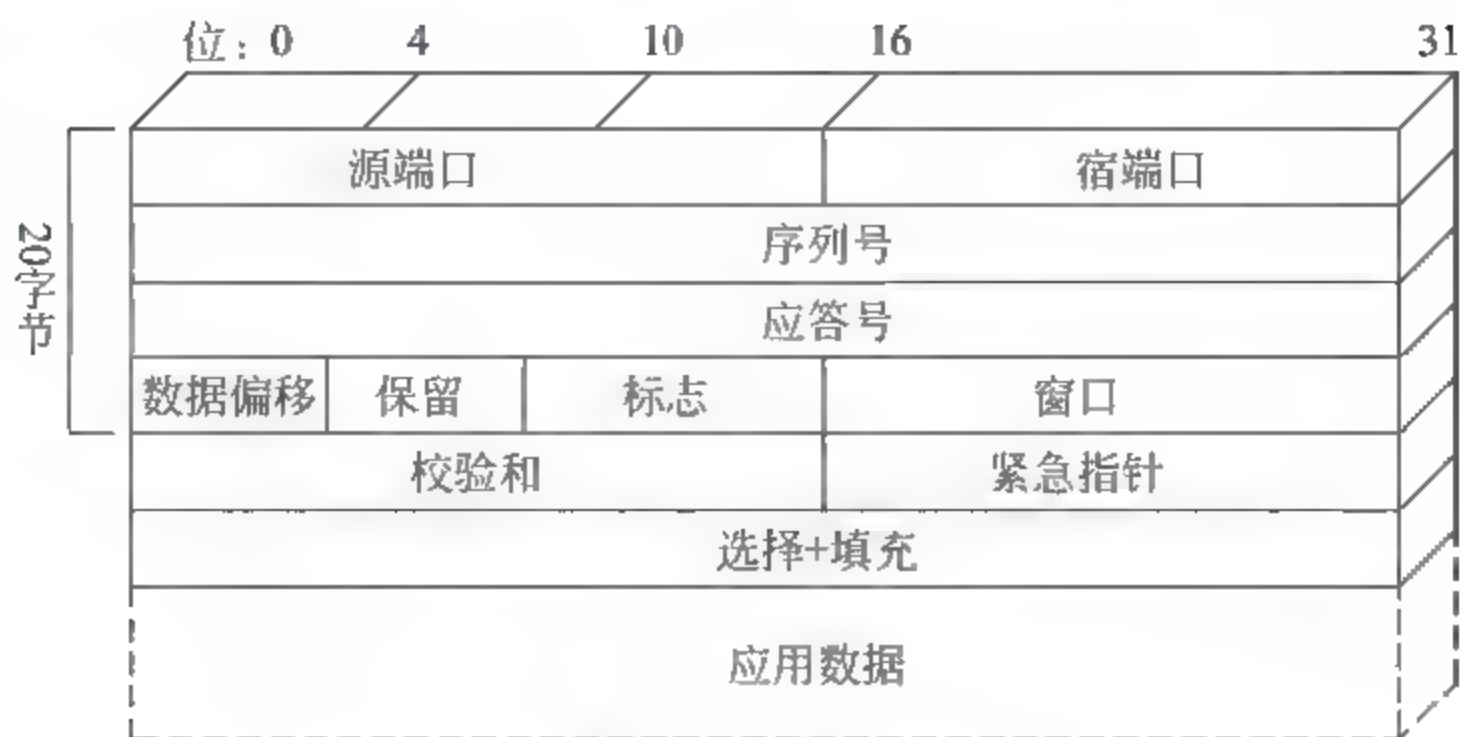 位：0 4 10 16 31
源端口 宿端口
序列号
应答号
数据偏移 保留 标志 窗口
校验和 紧急指针
选择+填充
应用数据
20字节